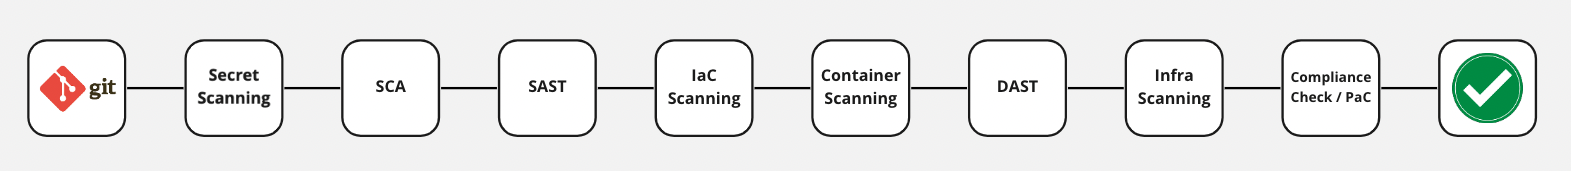 git
Secret
Scanning
SCA
SAST
IaC
Scanning
Container
Scanning
DAST
Infra
Scanning
Compliance
Check / PaC